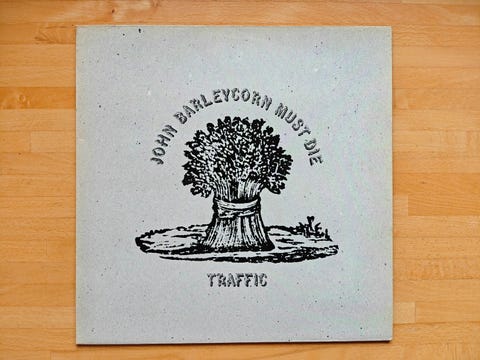 JOHN BARLEYCORN MUST DIE
TRAFFIC